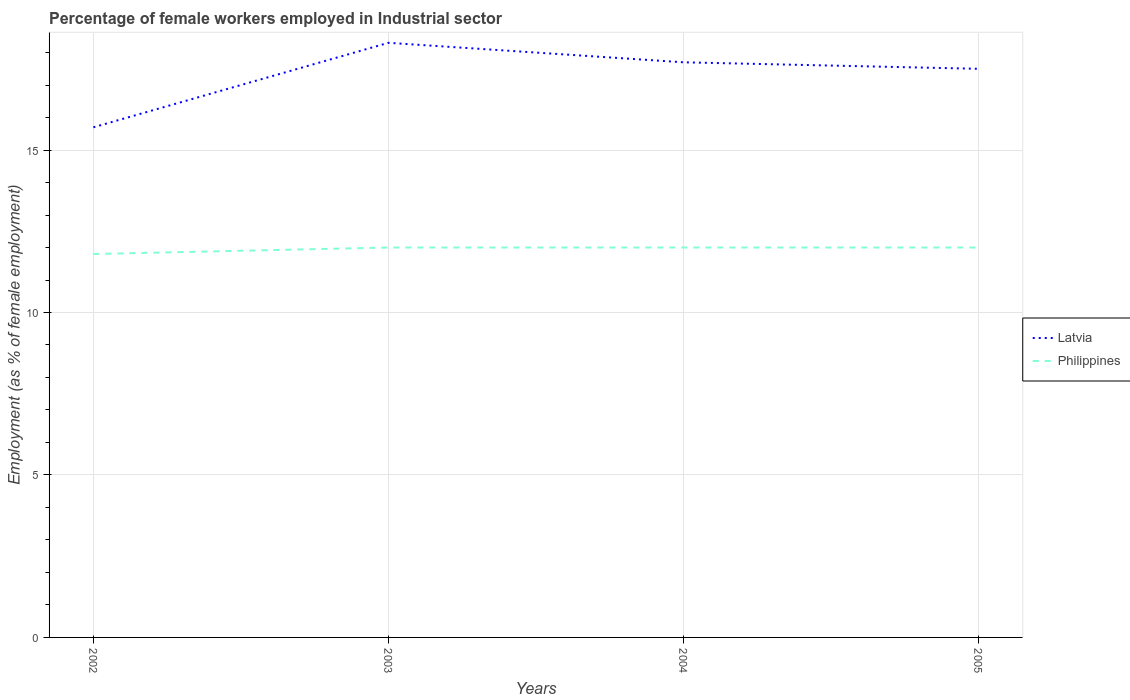 Percentage of female workers employed in Industrial sector
Employment (as % of female employment)
15
10
5
0
2002
2003
2004
2005
Years
Latvia
Philippines